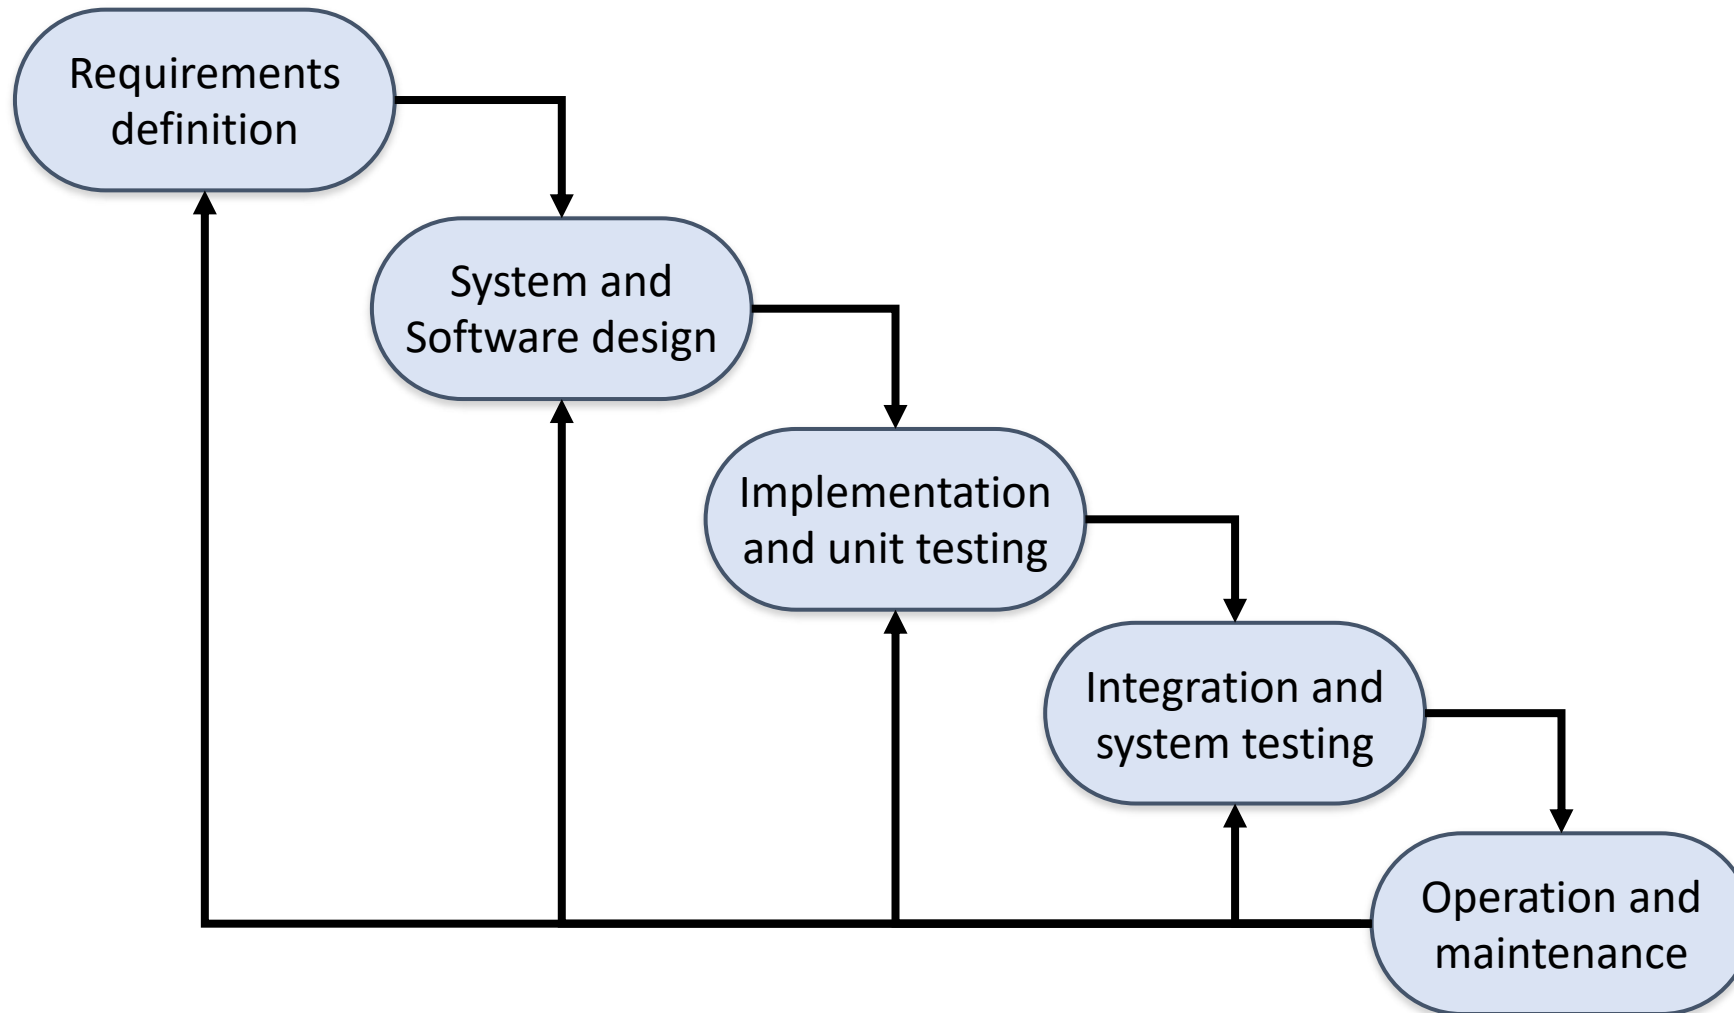 Requirements
definition
System and
Software design
Implementation
and unit testing
Integration and
system testing
Operation and
maintenance